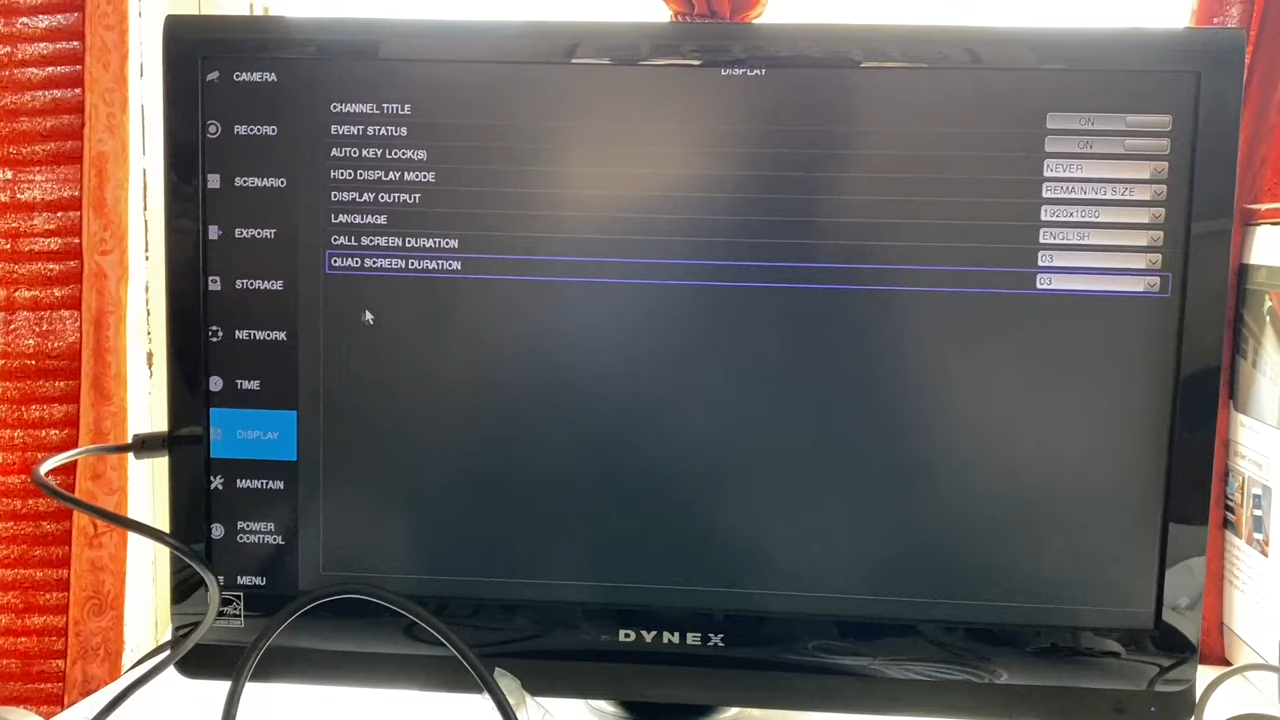 DISPLAY
CAMERA
RECORD
SCENARIO
EXPORT
STORAGE
NETWORK
TIME
DISPLAY
MAINTAIN
POWER
CONTROL
MENU
CHANNEL TITLE ON
EVENT STATUS ON
AUTO KEY LOCK(S) NEVER
HDD DISPLAY MODE REMAINING SIZE
DISPLAY OUTPUT 1920x1080
LANGUAGE ENGLISH
CALL SCREEN DURATION 03
QUAD SCREEN DURATION 03
DYNEX